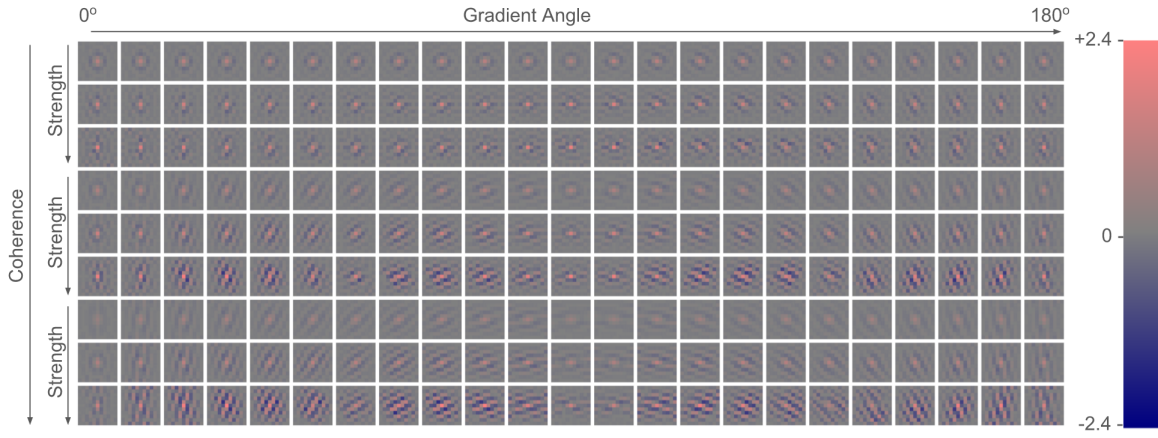 0º Gradient Angle 180º
+2.4
Strength
Strength
Coherence
0
Strength
-2.4